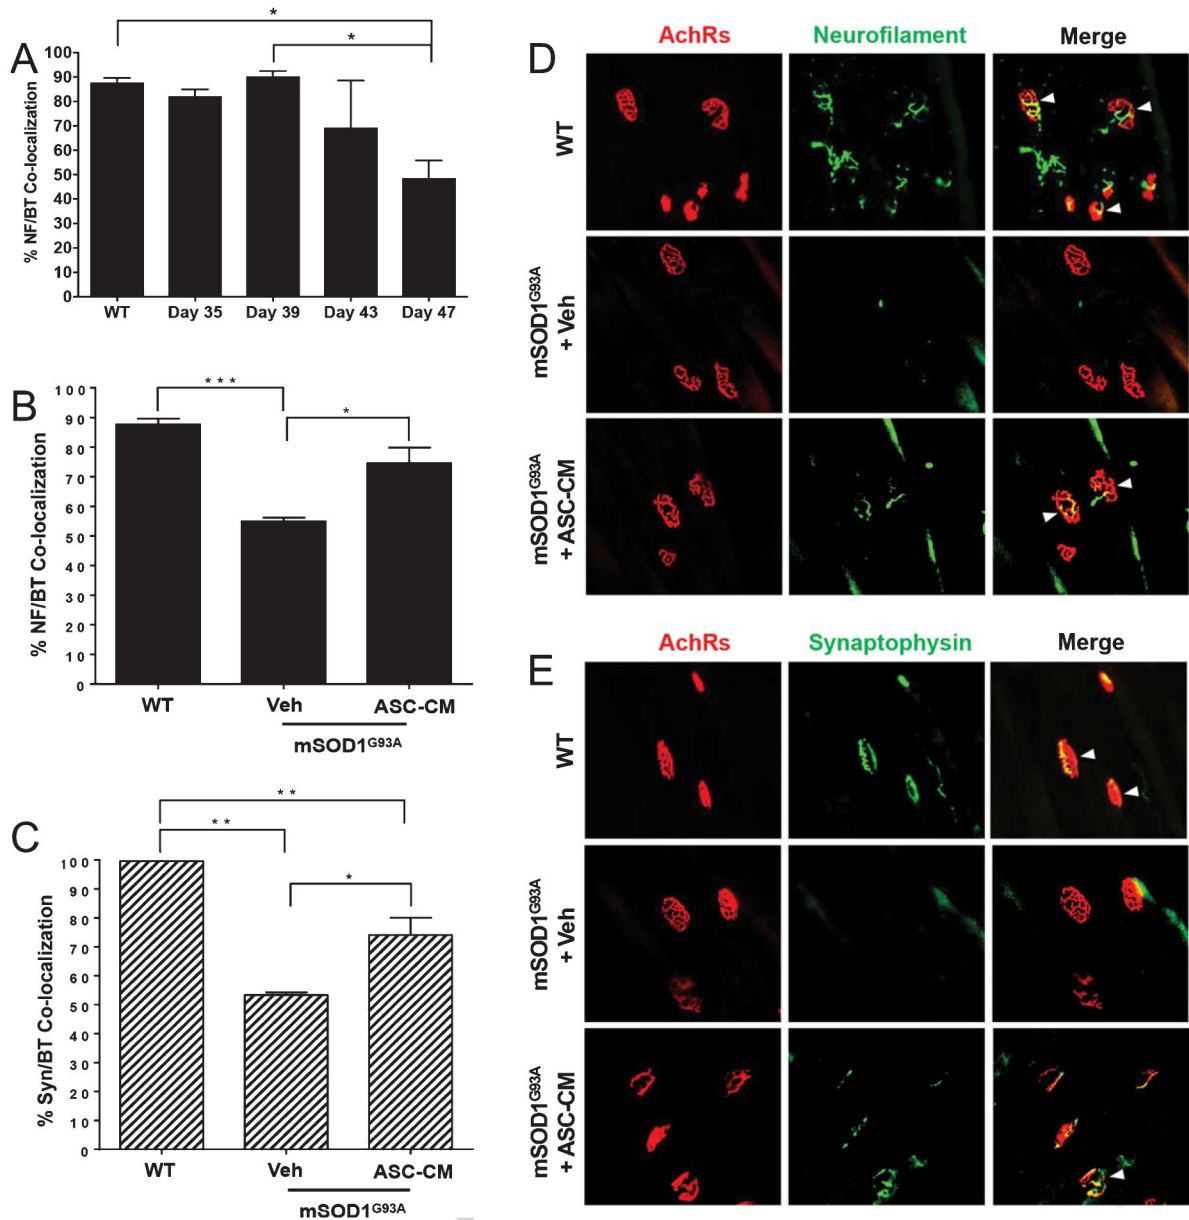 A
*
*
% NF/BT Co-localization
100
90
80
70
60
50
40
30
20
10
0
WT Day 35 Day 39 Day 43 Day 47
B
***
*
% NF/BT Co-localization
100
90
80
70
60
50
40
30
20
10
0
WT Veh ASC-CM
mSOD1G93A
C
**
**
*
% Syn/BT Co-localization
100
90
80
70
60
50
40
30
20
10
0
WT Veh ASC-CM
mSOD1G93A
D
AchRs Neurofilament Merge
WT
mSOD1G93A
+ Veh
mSOD1G93A
+ ASC-CM
E
AchRs Synaptophysin Merge
WT
mSOD1G93A
+ Veh
mSOD1G93A
+ ASC-CM